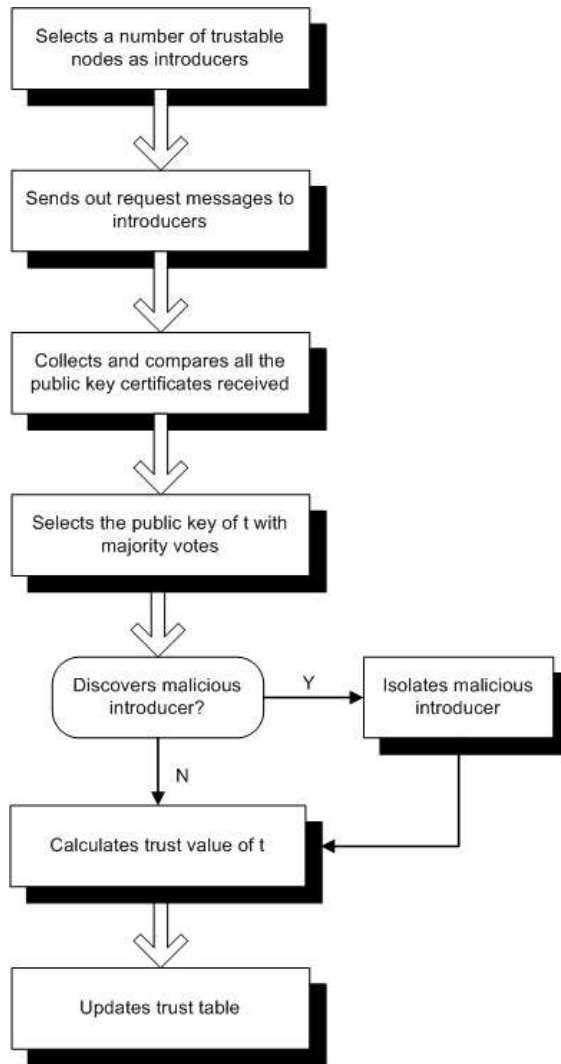 Selects a number of trustable
nodes as introducers
Sends out request messages to
introducers
Collects and compares all the
public key certificates received
Selects the public key of t with
majority votes
Discovers malicious
introducer?
Y
Isolates malicious
introducer
N
Calculates trust value of t
Updates trust table